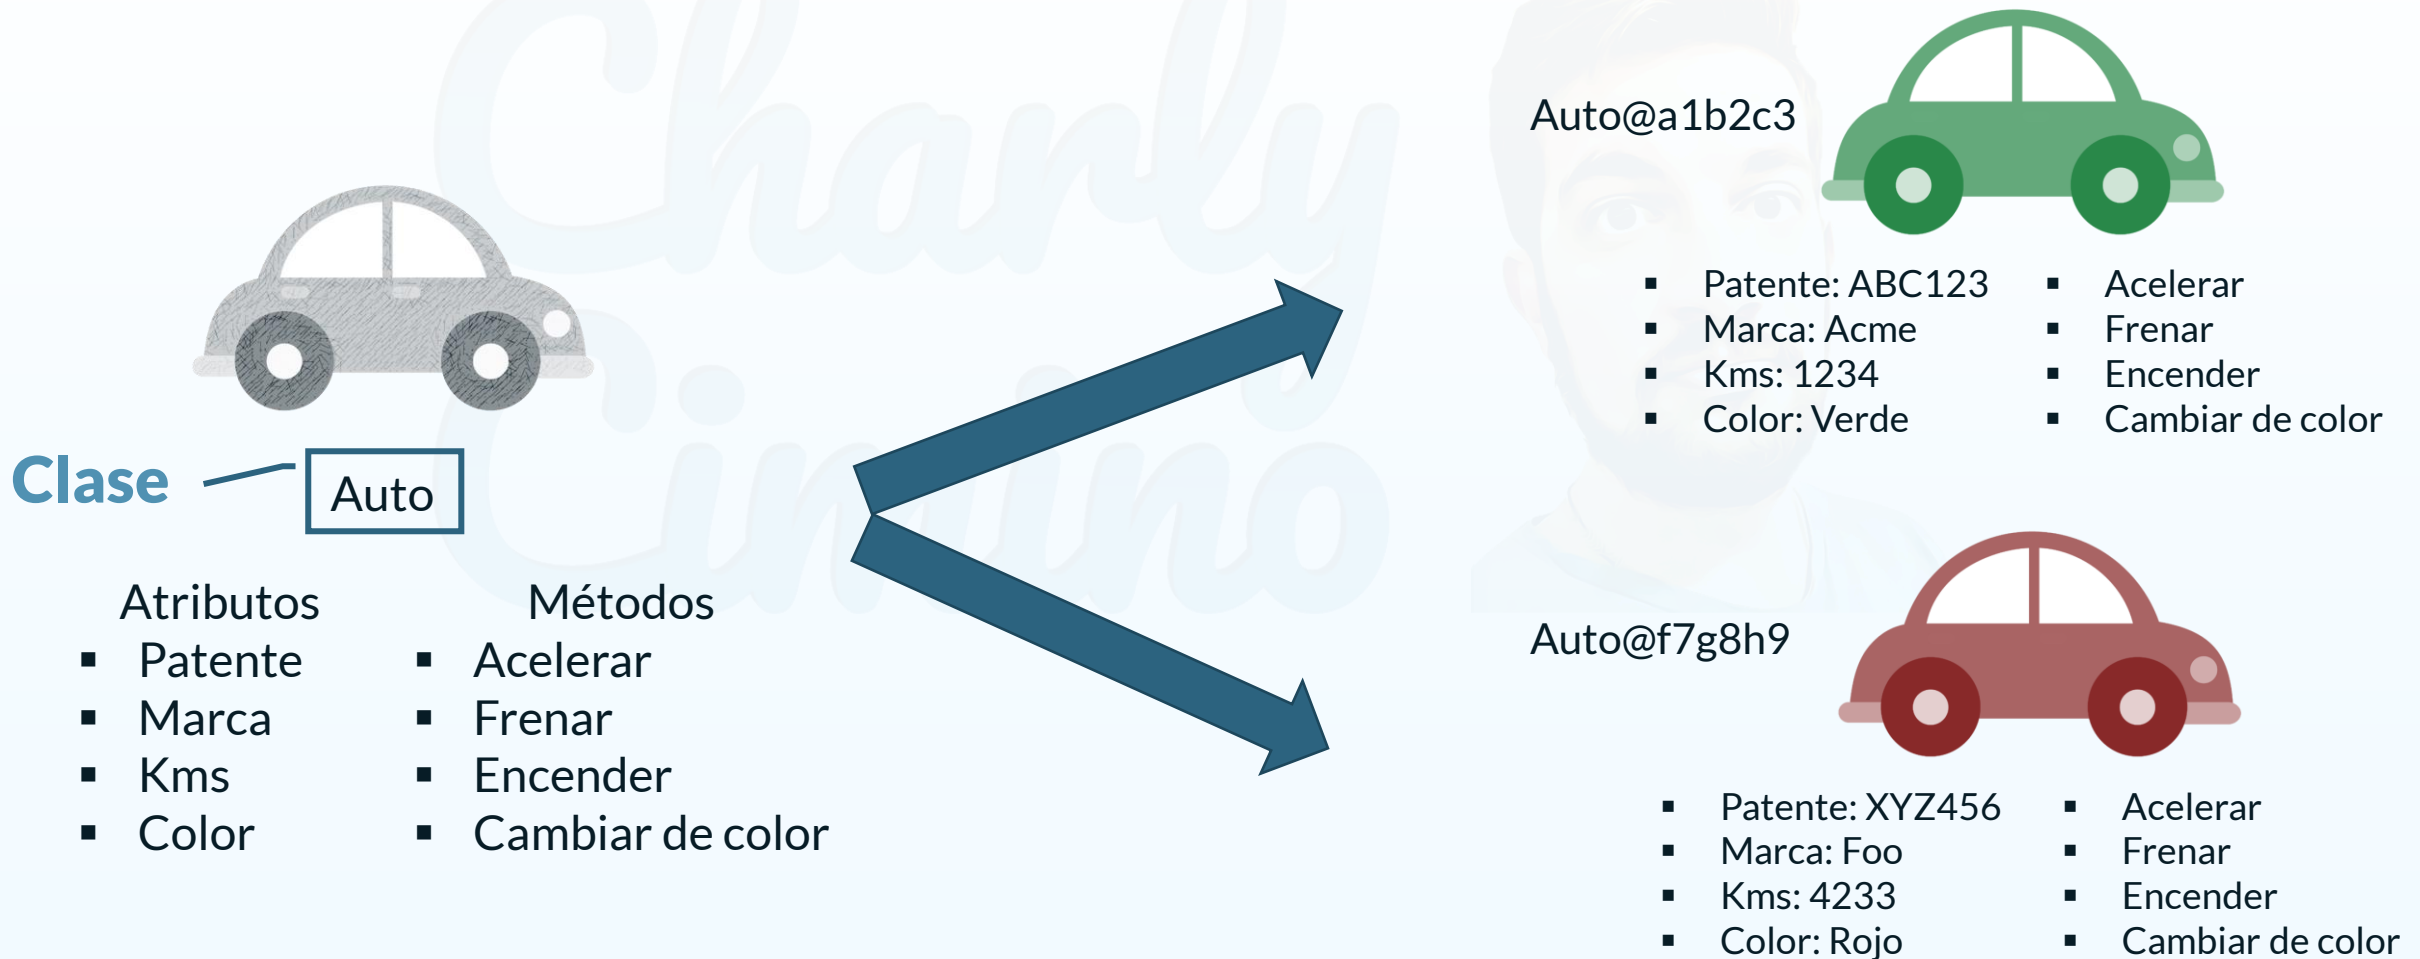 Charly
Cimino
Clase
Auto
Atributos
▪ Patente
▪ Marca
▪ Kms
▪ Color
Métodos
▪ Acelerar
▪ Frenar
▪ Encender
▪ Cambiar de color
Auto@a1b2c3
▪ Patente: ABC123
▪ Marca: Acme
▪ Kms: 1234
▪ Color: Verde
▪ Acelerar
▪ Frenar
▪ Encender
▪ Cambiar de color
Auto@f7g8h9
▪ Patente: XYZ456
▪ Marca: Foo
▪ Kms: 4233
▪ Color: Rojo
▪ Acelerar
▪ Frenar
▪ Encender
▪ Cambiar de color